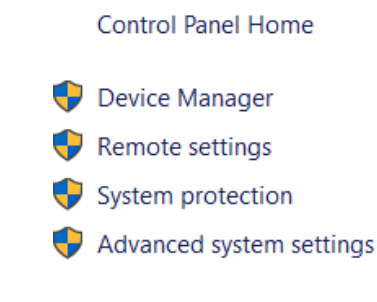 Control Panel Home
Device Manager
Remote settings
System protection
Advanced system settings